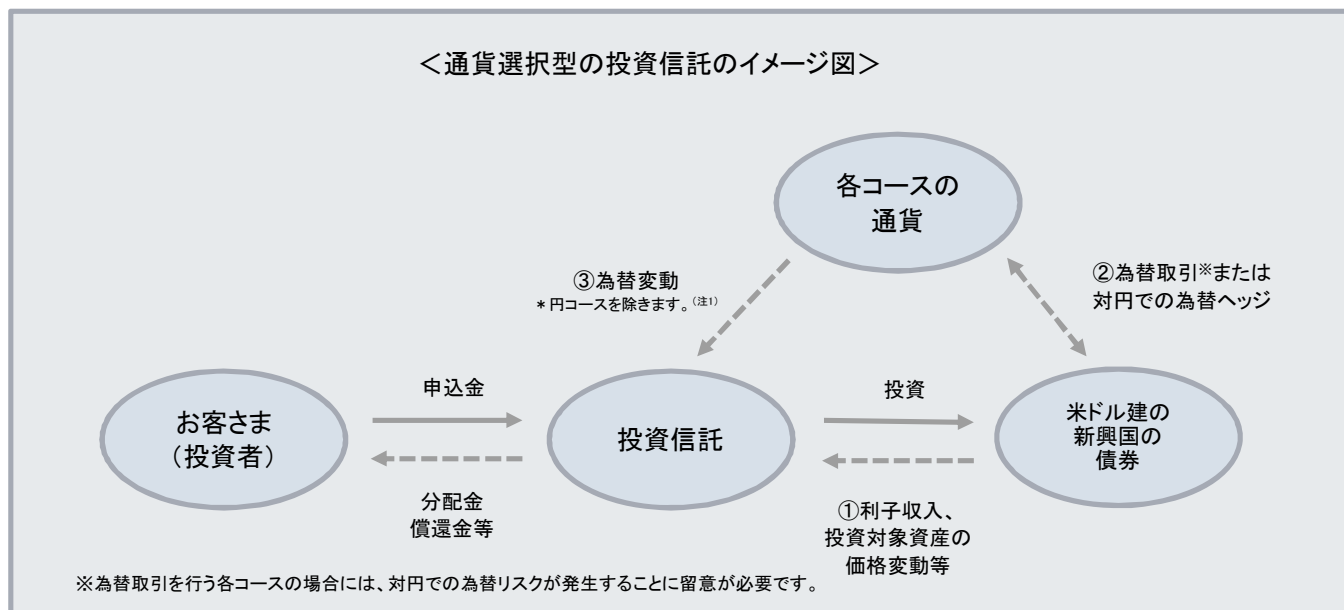 ＜通貨選択型の投資信託のイメージ図＞
各コースの
通貨
③為替変動
＊円コースを除きます。(注1)
②為替取引※または
対円での為替ヘッジ
お客さま
（投資者）
申込金
分配金
償還金等
投資信託
投資
①利子収入、
投資対象資産の
価格変動等
米ドル建の
新興国の
債券
※為替取引を行う各コースの場合には、対円での為替リスクが発生することに留意が必要です。